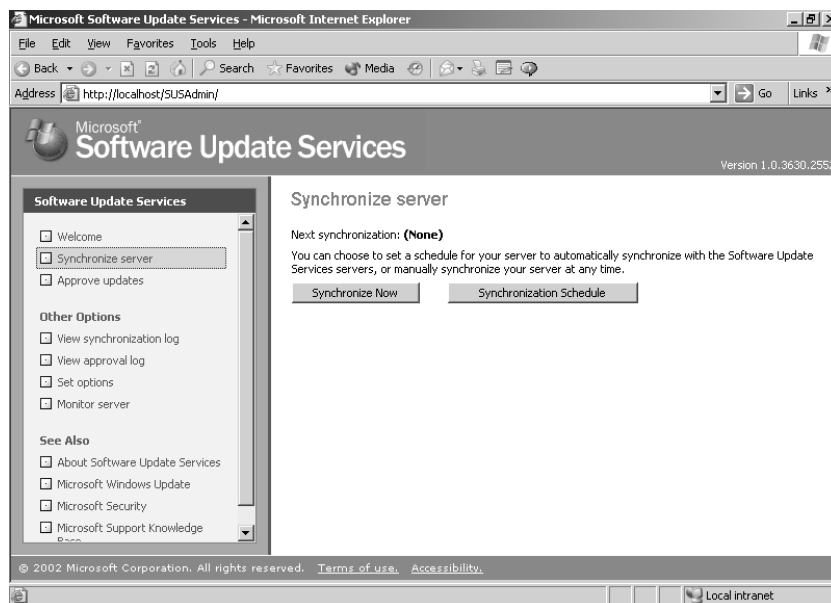 Microsoft Software Update Services - Microsoft Internet Explorer
File Edit View Favorites Tools Help
Back Search Favorites Media
Address http://localhost/SUSAdmin/ Go Links »
Microsoft®
Software Update Services
Version 1.0.3630.255
Software Update Services
Welcome
Synchronize server
Approve updates
Other Options
View synchronization log
View approval log
Set options
Monitor server
See Also
About Software Update Services
Microsoft Windows Update
Microsoft Security
Microsoft Support Knowledge
Synchronize server
Next synchronization: (None)
You can choose to set a schedule for your server to automatically synchronize with the Software Update
Services servers, or manually synchronize your server at any time.
Synchronize Now Synchronization Schedule
© 2002 Microsoft Corporation. All rights reserved. Terms of use. Accessibility.
Local intranet